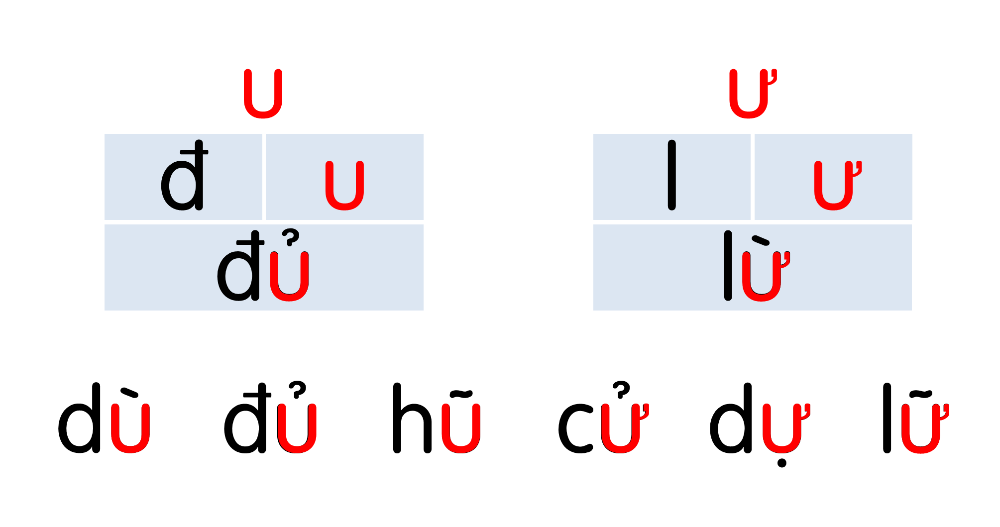 u ư
đ u l ư
đủ lừ
dù đủ hũ cử dự lữ